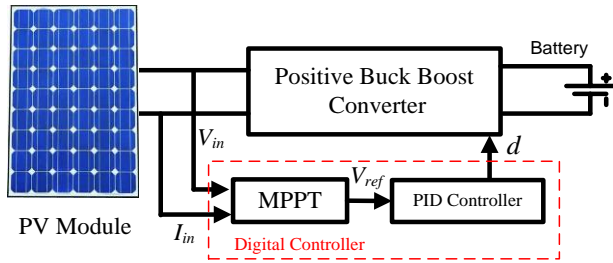 Battery
Positive Buck Boost
Converter
+
-
V_in
d
MPPT
V_ref
PID Controller
PV Module
I_in
Digital Controller